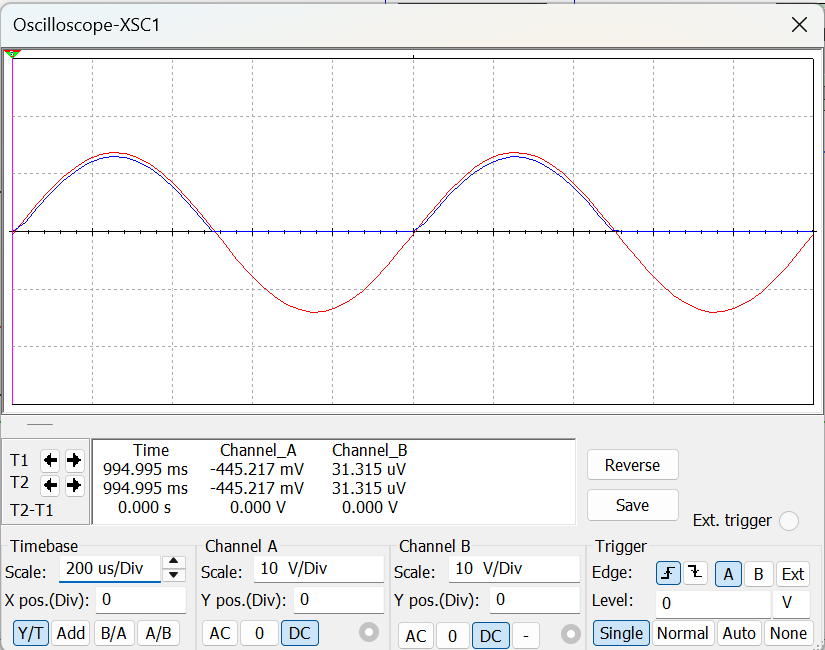 Oscilloscope-XSC1
Time Channel_A Channel_B
T1 994.995 ms -445.217 mV 31.315 uV
T2 994.995 ms -445.217 mV 31.315 uV
T2-T1 0.000 s 0.000 V 0.000 V
Reverse
Save
Ext. trigger
Timebase
Scale: 200 us/Div
X pos.(Div): 0
Y/T Add B/A A/B
Channel A
Scale: 10 V/Div
Y pos.(Div): 0
AC 0 DC
Channel B
Scale: 10 V/Div
Y pos.(Div): 0
AC 0 DC -
Trigger
Edge: A B Ext
Level: 0 V
Single Normal Auto None